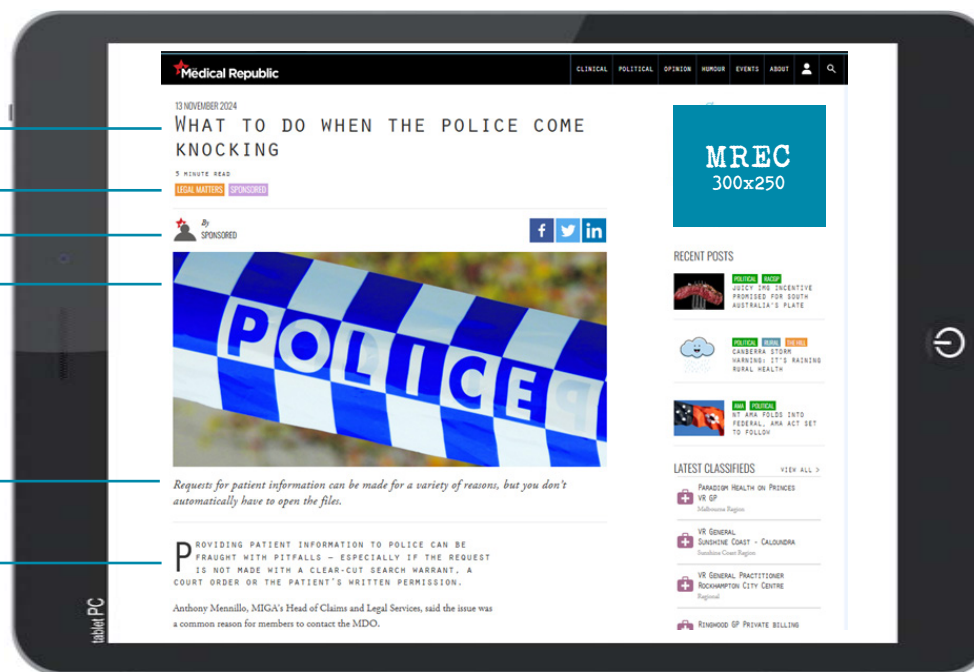 Medical Republic
CLINICAL POLITICAL OPINION HUMOUR EVENTS ABOUT
13 NOVEMBER 2024
WHAT TO DO WHEN THE POLICE COME
KNOCKING
5 MINUTE READ
LEGAL MATTERS SPONSORED
By
SPONSORED
f in
POLICE
Requests for patient information can be made for a variety of reasons, but you don't
automatically have to open the files.
PROVIDING PATIENT INFORMATION TO POLICE CAN BE
FRAUGHT WITH PITFALLS – ESPECIALLY IF THE REQUEST
IS NOT MADE WITH A CLEAR-CUT SEARCH WARRANT, A
COURT ORDER OR THE PATIENT'S WRITTEN PERMISSION.
Anthony Mennillo, MIGA's Head of Claims and Legal Services, said the issue was
a common reason for members to contact the MDO.
MREC
300x250
RECENT POSTS
POLITICAL RACGP
JUICY IMG INCENTIVE
PROMISED FOR SOUTH
AUSTRALIA'S PLATE
POLITICAL RURAL THE HILL
CANBERRA STORM
WARNING: IT'S RAINING
RURAL HEALTH
AMA POLITICAL
NT AMA FOLDS INTO
FEDERAL, AMA ACT SET
TO FOLLOW
LATEST CLASSIFIEDS VIEW ALL >
PARADIGM HEALTH ON PRINCES
VR GP
Melbourne Region
VR GENERAL
SUNSHINE COAST - CALOUNDRA
Sunshine Coast Region
VR GENERAL PRACTITIONER
ROCKHAMPTON CITY CENTRE
Regional
RINGWOOD GP PRIVATE BILLING
tablet PC